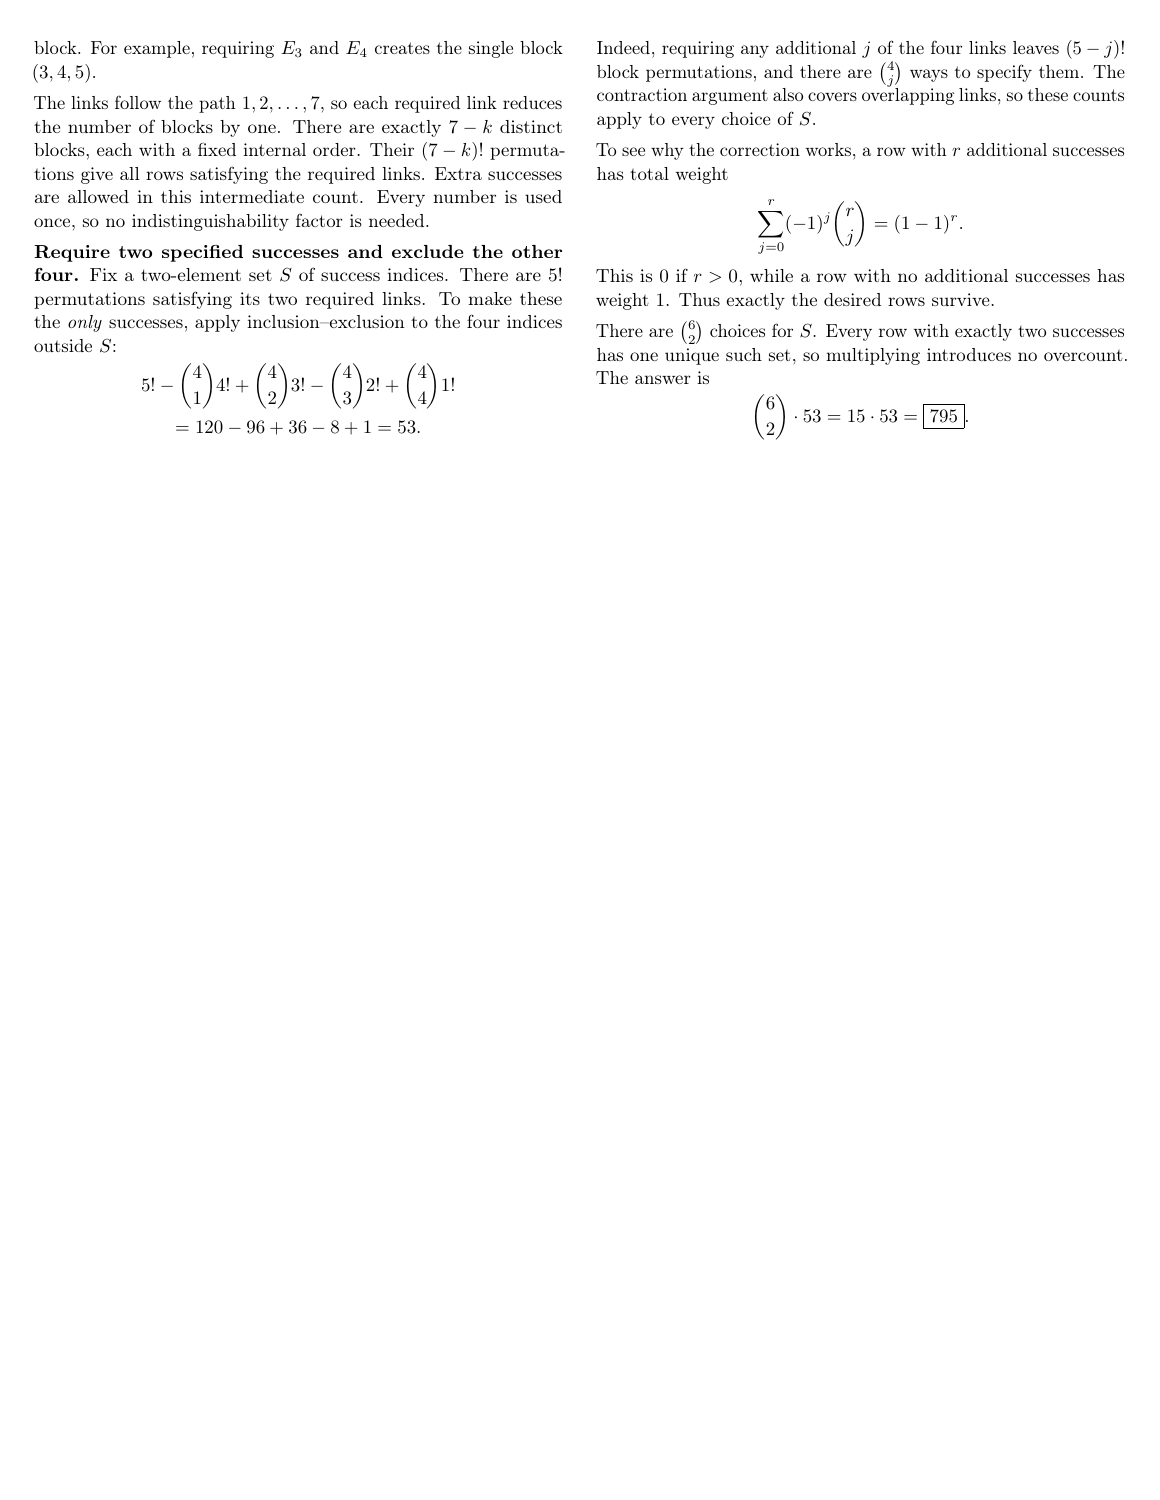 block. For example, requiring E₃ and E₄ creates the single block
(3, 4, 5).
The links follow the path 1, 2, . . . , 7, so each required link reduces
the number of blocks by one. There are exactly 7 − k distinct
blocks, each with a fixed internal order. Their (7 − k)! permuta-
tions give all rows satisfying the required links. Extra successes
are allowed in this intermediate count. Every number is used
once, so no indistinguishability factor is needed.
Require two specified successes and exclude the other
four. Fix a two-element set S of success indices. There are 5!
permutations satisfying its two required links. To make these
the only successes, apply inclusion–exclusion to the four indices
outside S:
5! − \binom{4}{1}4! + \binom{4}{2}3! − \binom{4}{3}2! + \binom{4}{4}1!
= 120 − 96 + 36 − 8 + 1 = 53.
Indeed, requiring any additional j of the four links leaves (5 − j)!
block permutations, and there are \binom{4}{j} ways to specify them. The
contraction argument also covers overlapping links, so these counts
apply to every choice of S.
To see why the correction works, a row with r additional successes
has total weight
\sum_{j=0}^{r} (−1)^j \binom{r}{j} = (1 − 1)^r.
This is 0 if r > 0, while a row with no additional successes has
weight 1. Thus exactly the desired rows survive.
There are \binom{6}{2} choices for S. Every row with exactly two successes
has one unique such set, so multiplying introduces no overcount.
The answer is
\binom{6}{2} · 53 = 15 · 53 = 795.